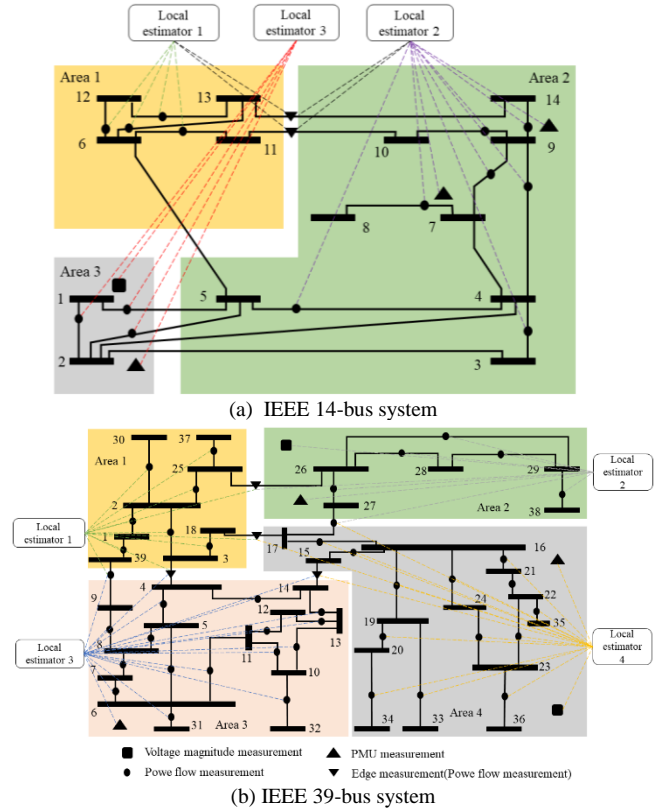 Local
estimator 1
Local
estimator 3
Local
estimator 2
Area 1
Area 2
12
13
14
6
11
10
9
8
7
Area 3
1
5
4
2
3
(a) IEEE 14-bus system
30
37
Area 1
25
26
28
29
Local
estimator
2
2
27
38
Area 2
Local
estimator 1
1
18
17
16
39
3
15
21
9
4
14
24
22
12
35
5
19
13
Local
estimator 3
8
11
20
23
Local
estimator
4
7
10
6
31
Area 3
32
34
33
Area 4
36
Voltage magnitude measurement
PMU measurement
Powe flow measurement
Edge measurement(Powe flow measurement)
(b) IEEE 39-bus system